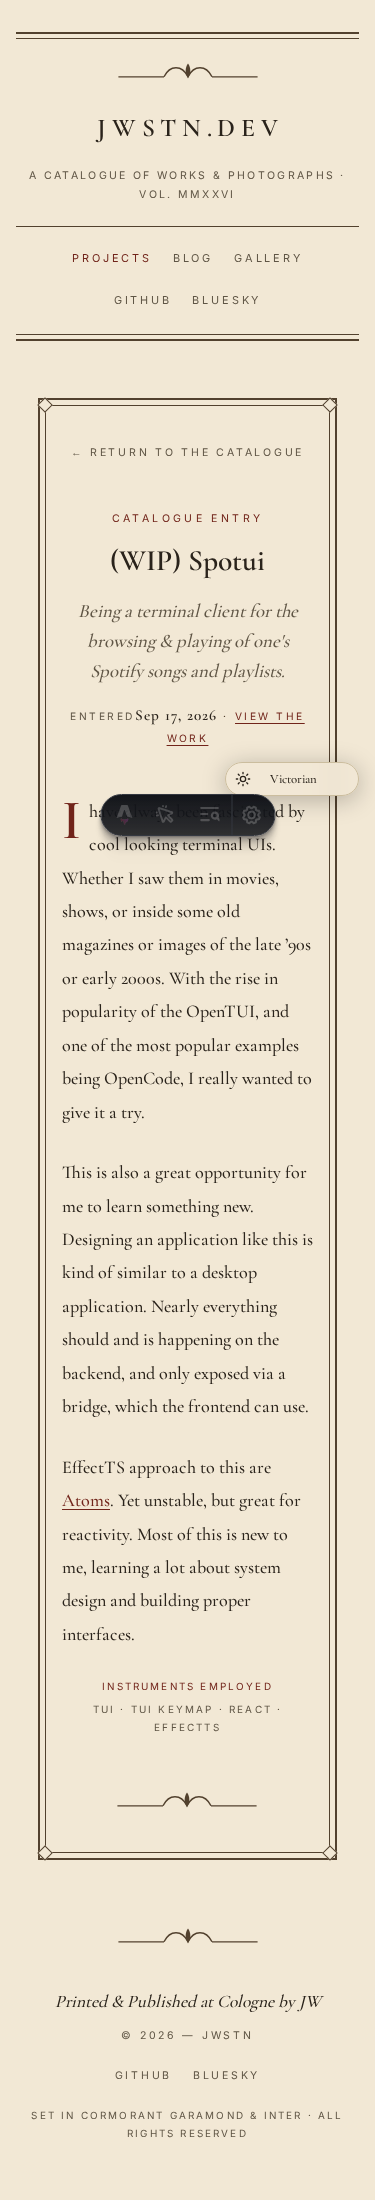 JWSTN.DEV
A CATALOGUE OF WORKS & PHOTOGRAPHS ·
VOL. MMXXVI
PROJECTS BLOG GALLERY
GITHUB BLUESKY
← RETURN TO THE CATALOGUE
CATALOGUE ENTRY
(WIP) Spotui
Being a terminal client for the
browsing & playing of one's
Spotify songs and playlists.
ENTERED Sep 17, 2026 · VIEW THE
WORK
Victorian
I have always been by
cool looking terminal UIs.
Whether I saw them in movies,
shows, or inside some old
magazines or images of the late ’90s
or early 2000s. With the rise in
popularity of the OpenTUI, and
one of the most popular examples
being OpenCode, I really wanted to
give it a try.
This is also a great opportunity for
me to learn something new.
Designing an application like this is
kind of similar to a desktop
application. Nearly everything
should and is happening on the
backend, and only exposed via a
bridge, which the frontend can use.
EffectTS approach to this are
Atoms. Yet unstable, but great for
reactivity. Most of this is new to
me, learning a lot about system
design and building proper
interfaces.
INSTRUMENTS EMPLOYED
TUI · TUI KEYMAP · REACT ·
EFFECTTS
Printed & Published at Cologne by JW
© 2026 — JWSTN
GITHUB BLUESKY
SET IN CORMORANT GARAMOND & INTER · ALL
RIGHTS RESERVED